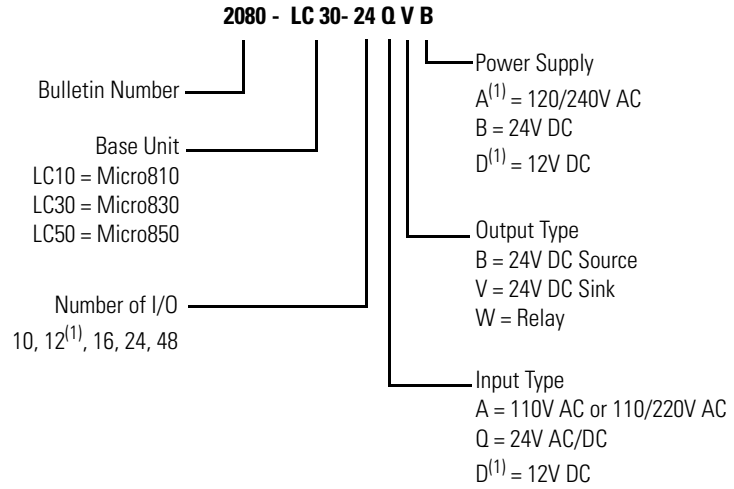 2080 - LC 30- 24 Q V B
Bulletin Number
Base Unit
LC10 = Micro810
LC30 = Micro830
LC50 = Micro850
Number of I/O
10, 12(1), 16, 24, 48
Power Supply
A(1) = 120/240V AC
B = 24V DC
D(1) = 12V DC
Output Type
B = 24V DC Source
V = 24V DC Sink
W = Relay
Input Type
A = 110V AC or 110/220V AC
Q = 24V AC/DC
D(1) = 12V DC